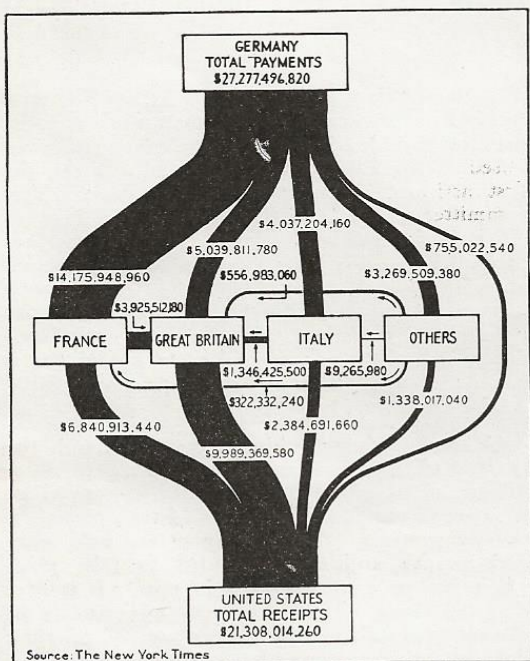 GERMANY
TOTAL PAYMENTS
$27,277,496,820
$4,037,204,160
$5,039,811,780
$755,022,540
$14,175,948,960
$556,983,060
$3,269,509,380
$3,925,512,180
FRANCE
GREAT BRITAIN
ITALY
OTHERS
$1,346,425,500
$9,265,980
$322,332,240
$1,338,017,040
$6,840,913,440
$2,384,691,660
$9,989,369,580
UNITED STATES
TOTAL RECEIPTS
$21,308,014,260
Source: The New York Times